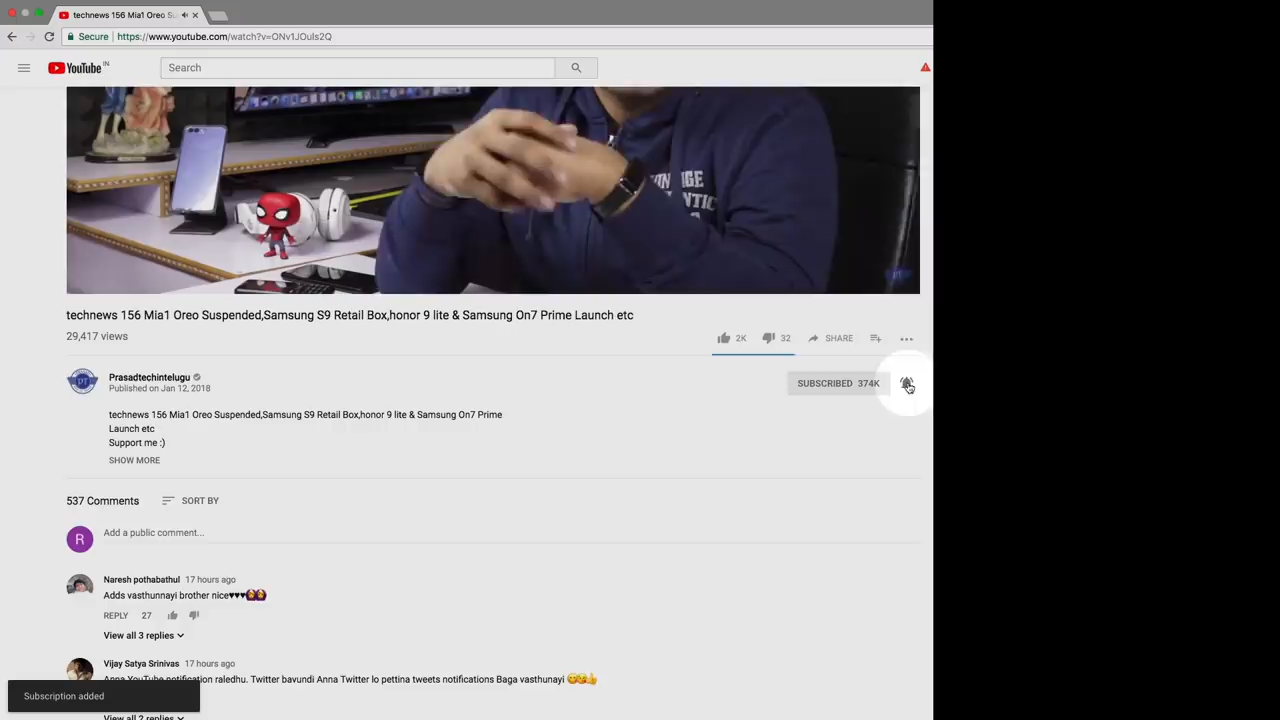 technews 156 Mia1 Oreo Su
Secure
https://www.youtube.com/watch?v=ONv1JOuls2Q
YouTube IN
Search
technews 156 Mia1 Oreo Suspended,Samsung S9 Retail Box,honor 9 lite & Samsung On7 Prime Launch etc
29,417 views
2K
32
SHARE
PT
Prasadtechintelugu
Published on Jan 12, 2018
SUBSCRIBED 374K
technews 156 Mia1 Oreo Suspended,Samsung S9 Retail Box,honor 9 lite & Samsung On7 Prime
Launch etc
Support me :)
SHOW MORE
537 Comments
SORT BY
R
Add a public comment...
Naresh pothabathul 17 hours ago
Adds vasthunnayi brother nice♥♥♥
REPLY 27
View all 3 replies
Vijay Satya Srinivas 17 hours ago
Anna YouTube notification raledhu. Twitter bavundi Anna Twitter lo pettina tweets notifications Baga vasthunayi
Subscription added
View all 2 replies